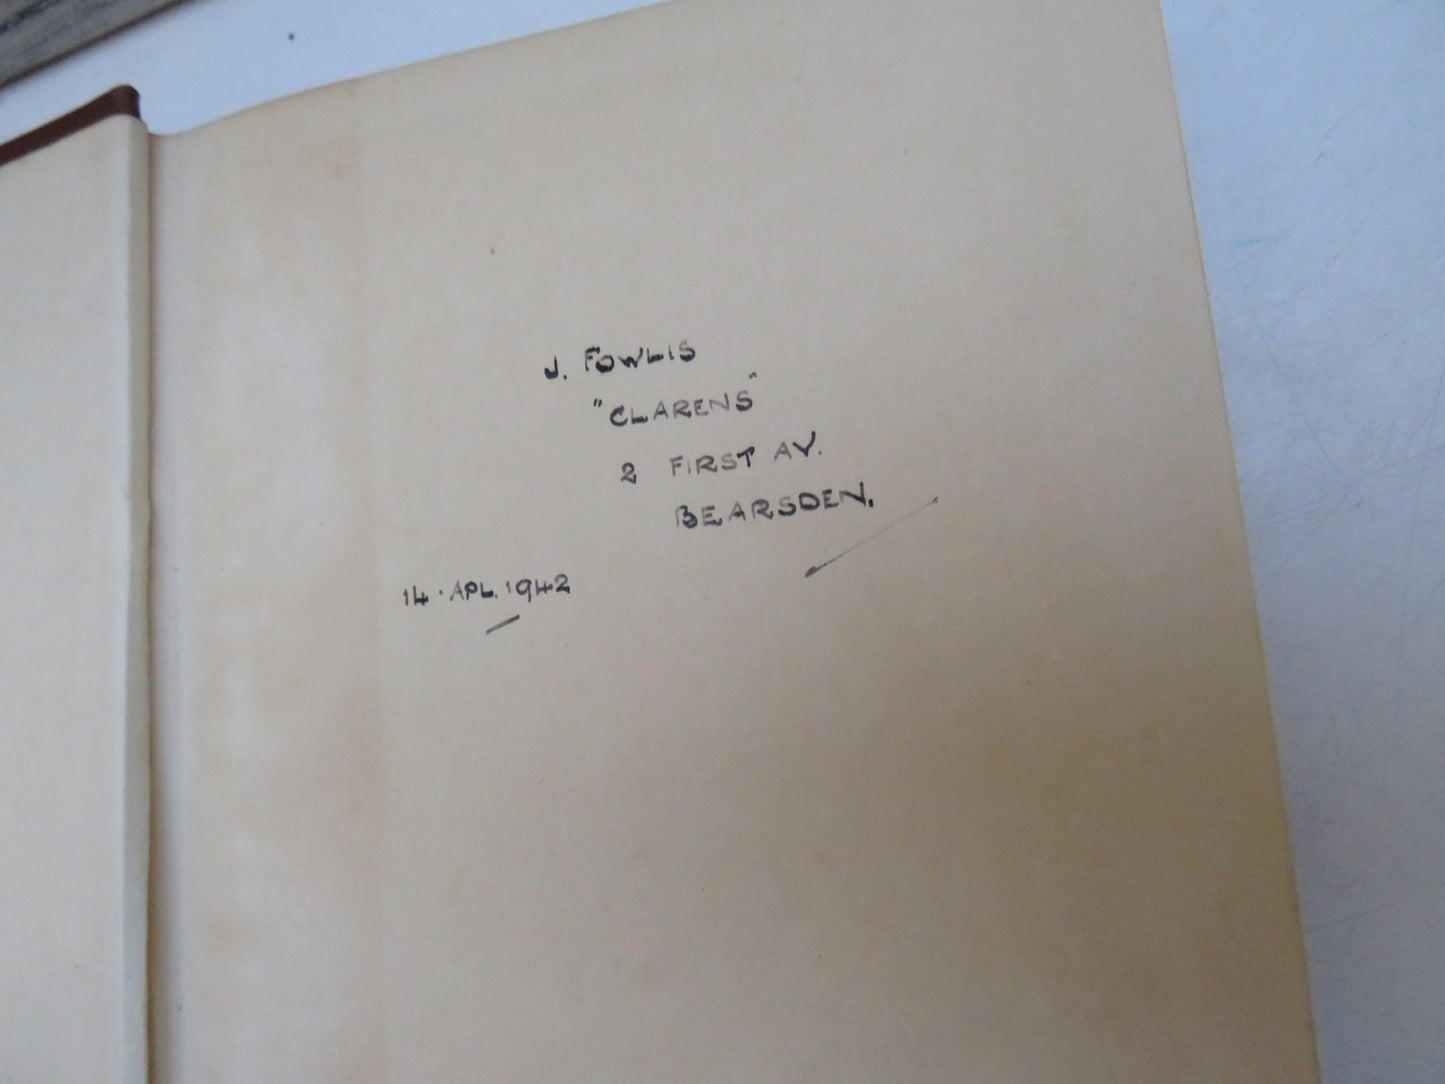 J. FOWLIS
"CLARENS"
2 FIRST AV.
BEARSDEN.
14 · APL. 1942